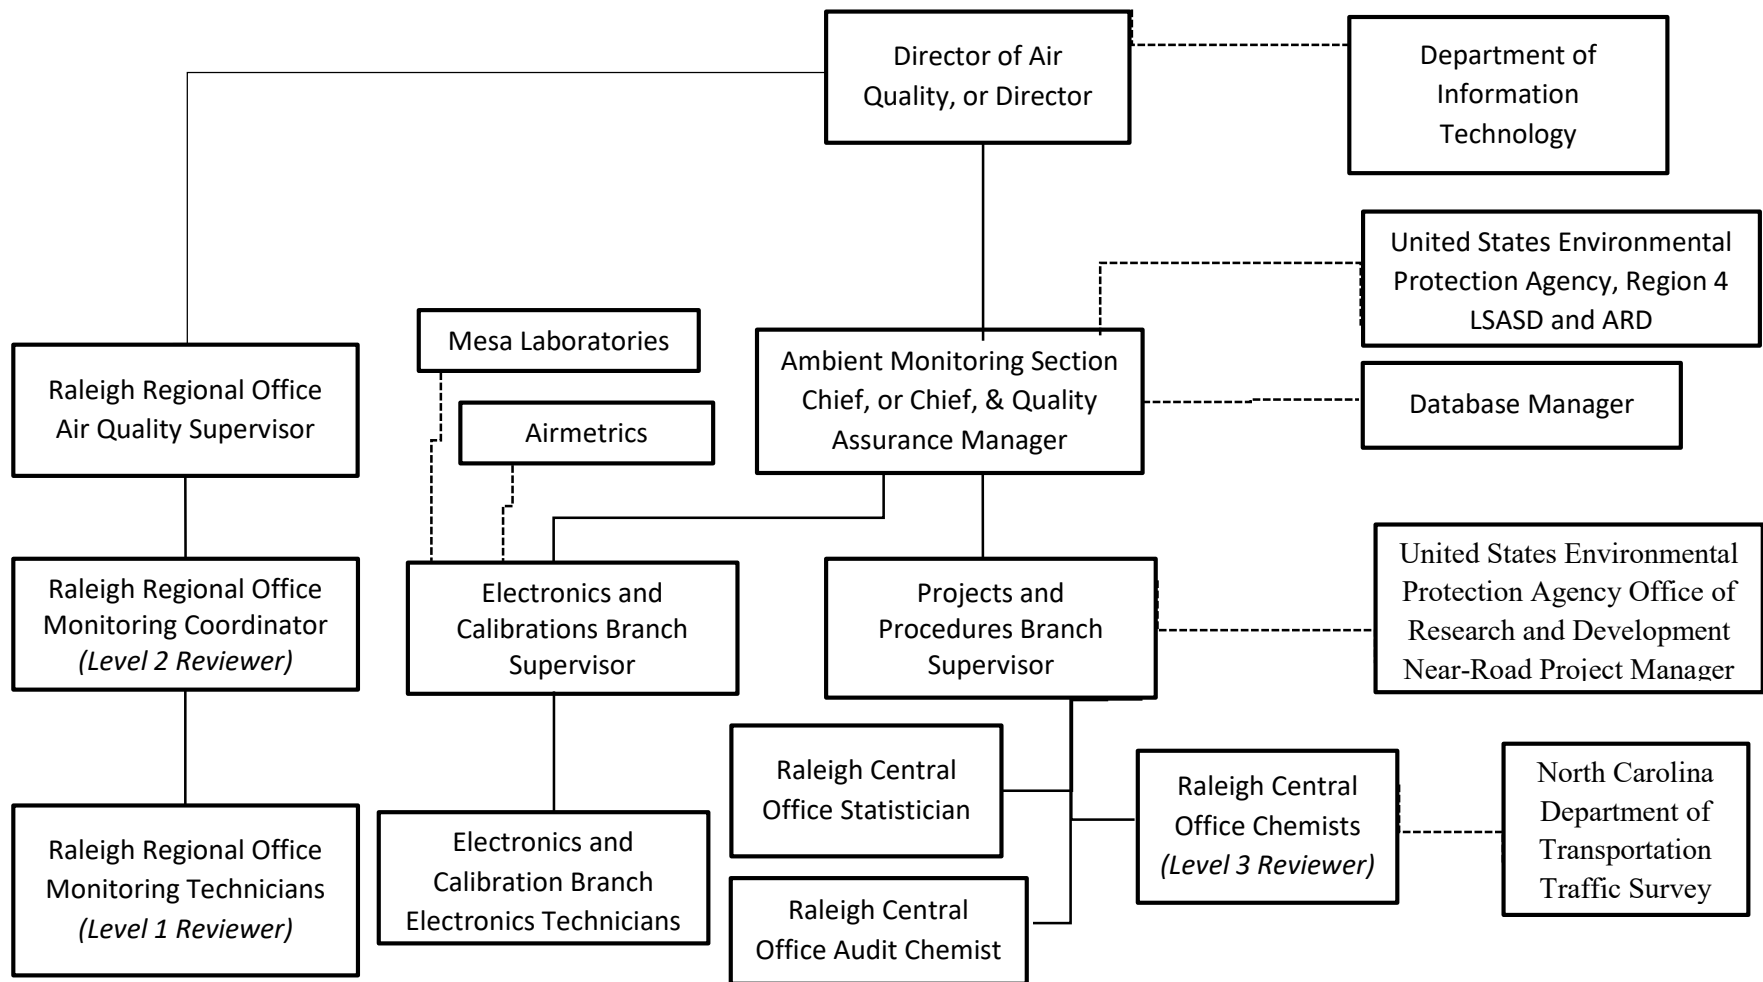 Director of Air
Quality, or Director
Department of
Information
Technology
United States Environmental
Protection Agency, Region 4
LSASD and ARD
Mesa Laboratories
Airmetrics
Raleigh Regional Office
Air Quality Supervisor
Ambient Monitoring Section
Chief, or Chief, & Quality
Assurance Manager
Database Manager
Raleigh Regional Office
Monitoring Coordinator
(Level 2 Reviewer)
Electronics and
Calibrations Branch
Supervisor
Projects and
Procedures Branch
Supervisor
United States Environmental
Protection Agency Office of
Research and Development
Near-Road Project Manager
Raleigh Central
Office Statistician
Raleigh Central
Office Chemists
(Level 3 Reviewer)
North Carolina
Department of
Transportation
Traffic Survey
Raleigh Regional Office
Monitoring Technicians
(Level 1 Reviewer)
Electronics and
Calibration Branch
Electronics Technicians
Raleigh Central
Office Audit Chemist